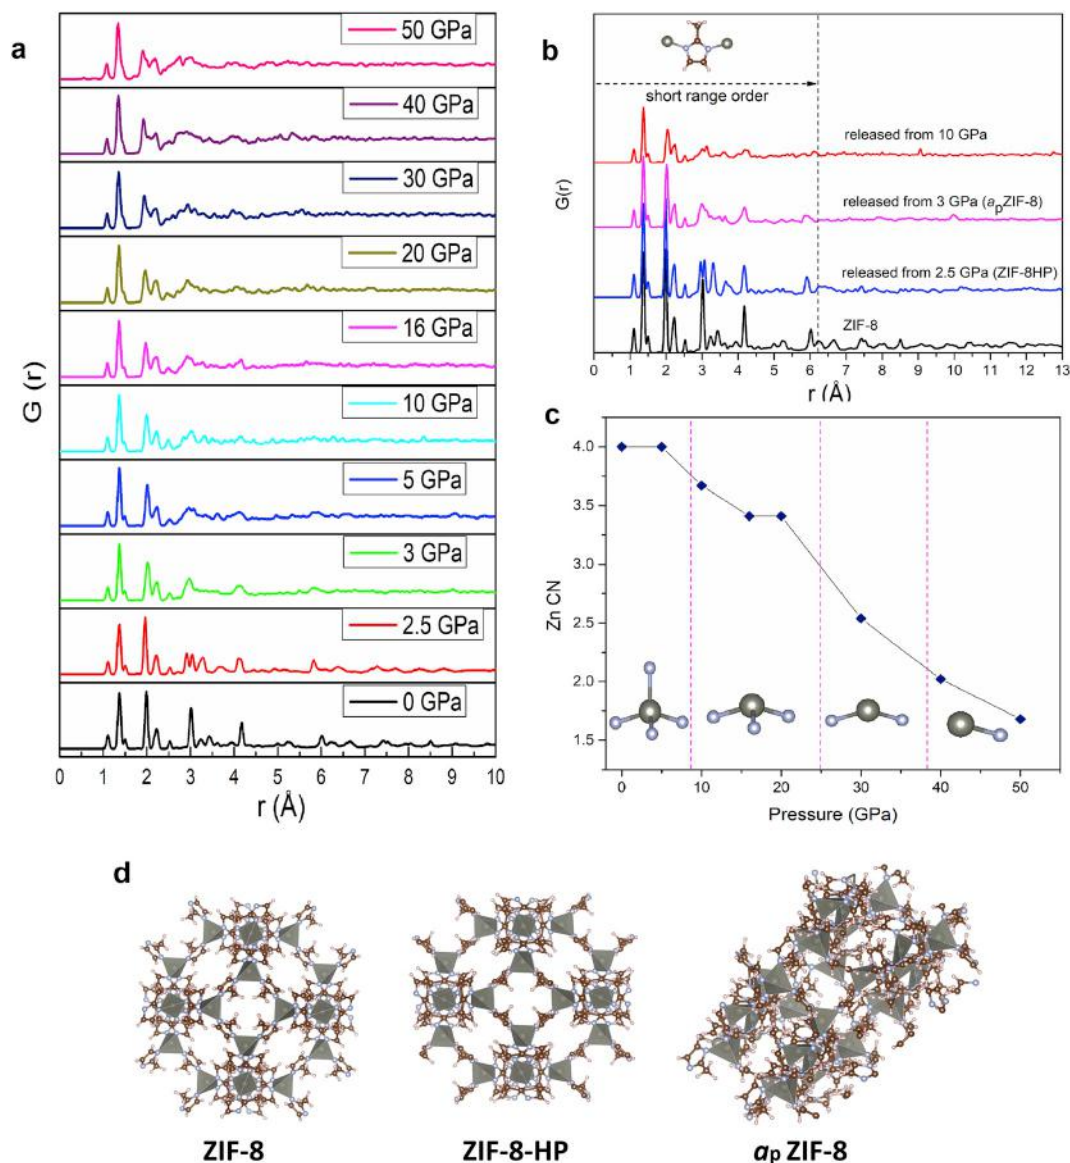 a
50 GPa
40 GPa
30 GPa
20 GPa
16 GPa
10 GPa
5 GPa
3 GPa
2.5 GPa
0 GPa
G (r)
0 1 2 3 4 5 6 7 8 9 10
r (Å)
b
short range order
released from 10 GPa
released from 3 GPa (apZIF-8)
released from 2.5 GPa (ZIF-8HP)
ZIF-8
G(r)
0 1 2 3 4 5 6 7 8 9 10 11 12 13
r (Å)
c
4.0
3.5
3.0
2.5
2.0
1.5
Zn CN
0 10 20 30 40 50
Pressure (GPa)
d
ZIF-8 ZIF-8-HP ap ZIF-8